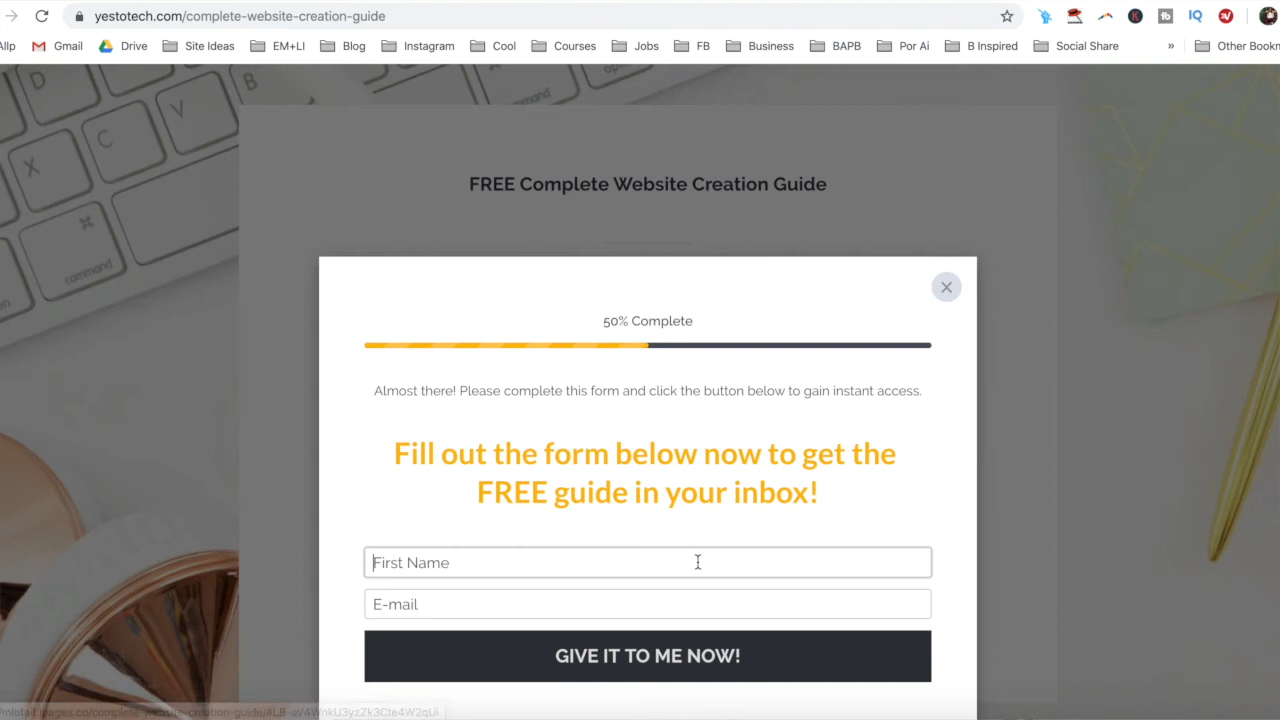 yestotech.com/complete-website-creation-guide
Gmail Drive Site Ideas EM+LI Blog Instagram Cool Courses Jobs FB Business BAPB Por Ai B Inspired Social Share » Other Bookm
D
B
V
C
X
command
option
command
FREE Complete Website Creation Guide
50% Complete
Almost there! Please complete this form and click the button below to gain instant access.
Fill out the form below now to get the
FREE guide in your inbox!
First Name
E-mail
GIVE IT TO ME NOW!